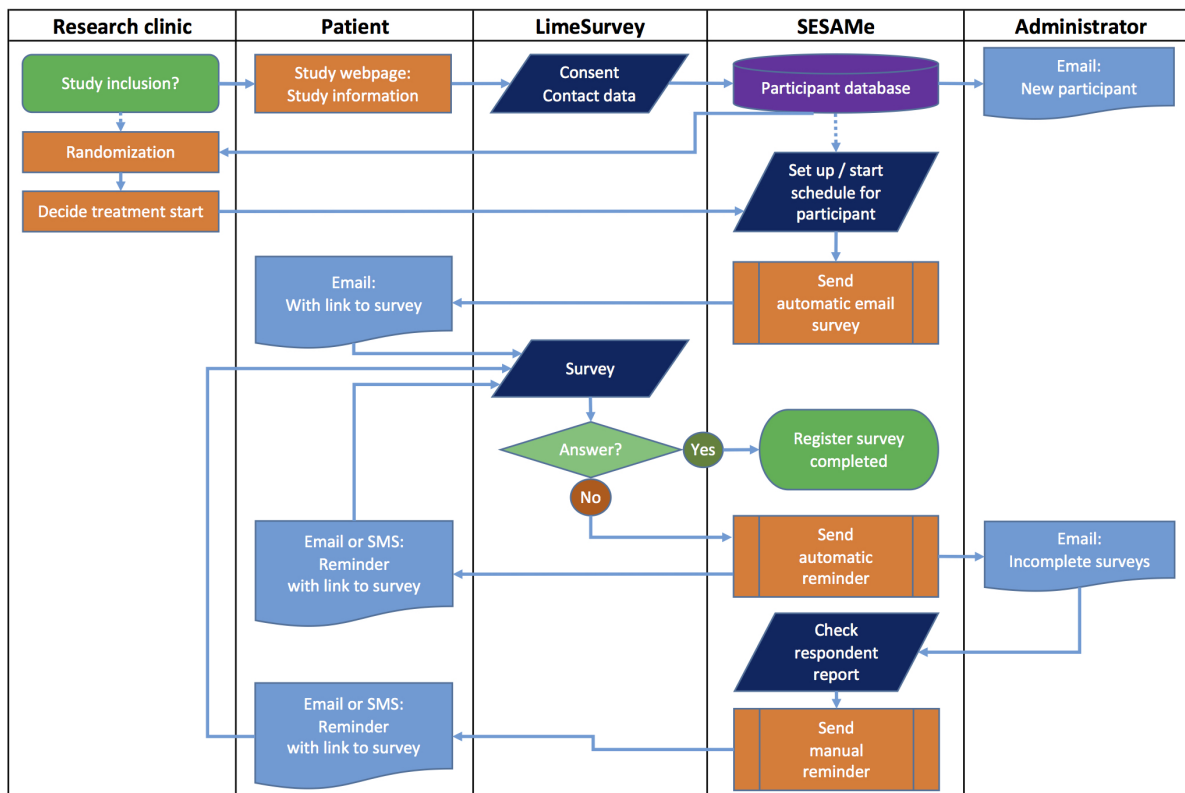 Research clinic
Patient
LimeSurvey
SESAMe
Administrator
Study inclusion?
Study webpage:
Study information
Consent
Contact data
Participant database
Email:
New participant
Randomization
Decide treatment start
Set up / start
schedule for
participant
Email:
With link to survey
Send
automatic email
survey
Survey
Answer?
Yes
Register survey
completed
No
Email or SMS:
Reminder
with link to survey
Send
automatic
reminder
Email:
Incomplete surveys
Check
respondent
report
Email or SMS:
Reminder
with link to survey
Send
manual
reminder